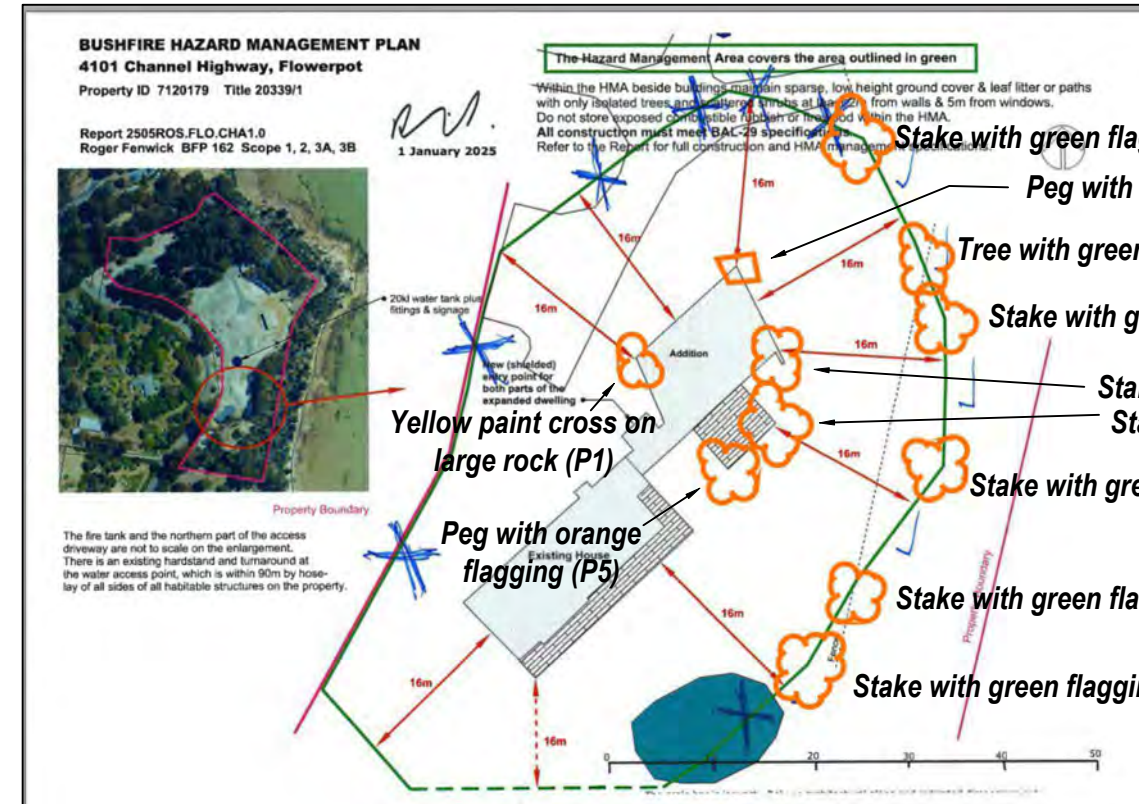 BUSHFIRE HAZARD MANAGEMENT PLAN
4101 Channel Highway, Flowerpot
Property ID 7120179 Title 20339/1
Report 2505ROS.FLO.CHA1.0
Roger Fenwick BFP 162 Scope 1, 2, 3A, 3B
1 January 2025
The Hazard Management Area covers the area outlined in green
Within the HMA beside buildings maintain sparse, low height ground cover & leaf litter or paths
with only isolated trees and scattered shrubs at least 2m from walls & 5m from windows.
Do not store exposed combustible rubbish or firewood within the HMA.
All construction must meet BAL-29 specifications
Refer to the Report for full construction and HMA management specifications.
Stake with green fla
Peg with
Tree with green
Stake with g
Sta
Sta
Stake with gre
Stake with green fla
Stake with green flaggi
20kl water tank plus
fittings & signage
New (shielded)
entry point for
both parts of the
expanded dwelling
Yellow paint cross on
large rock (P1)
Peg with orange
flagging (P5)
Addition
Existing House
16m
16m
16m
16m
16m
16m
16m
16m
16m
Property Boundary
Property Boundary
Fence
The fire tank and the northern part of the access
driveway are not to scale on the enlargement.
There is an existing hardstand and turnaround at
the water access point, which is within 90m by hose-
lay of all sides of all habitable structures on the property.
0 20 30 40 50